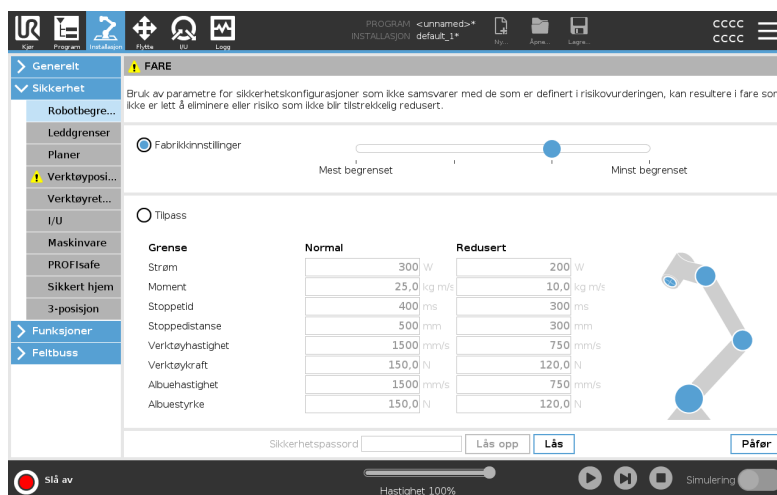 UR
PROGRAM <unnamed>*
INSTALLASJON default_1*
Kjør Program Installasjon Flytte I/U Logg Ny... Åpne... Lagre...
cccc
cccc
Generelt
Sikkerhet
Robotbegre...
Leddgrenser
Planer
Verktøyposi...
Verktøyret...
I/U
Maskinvare
PROFIsafe
Sikkert hjem
3-posisjon
Funksjoner
Feltbuss
FARE
Bruk av parametre for sikkerhetskonfigurasjoner som ikke samsvarer med de som er definert i risikovurderingen, kan resultere i fare som
ikke er lett å eliminere eller risiko som ikke blir tilstrekkelig redusert.
Fabrikkinnstillinger
Mest begrenset Minst begrenset
Tilpass
Grense Normal Redusert
Strøm 300 W 200 W
Moment 25,0 kg m/s 10,0 kg m/s
Stoppetid 400 ms 300 ms
Stoppedistanse 500 mm 300 mm
Verktøyhastighet 1500 mm/s 750 mm/s
Verktøykraft 150,0 N 120,0 N
Albuehastighet 1500 mm/s 750 mm/s
Albuestyrke 150,0 N 120,0 N
Sikkerhetspassord Lås opp Lås Påfør
Slå av
Hastighet 100%
Simulering